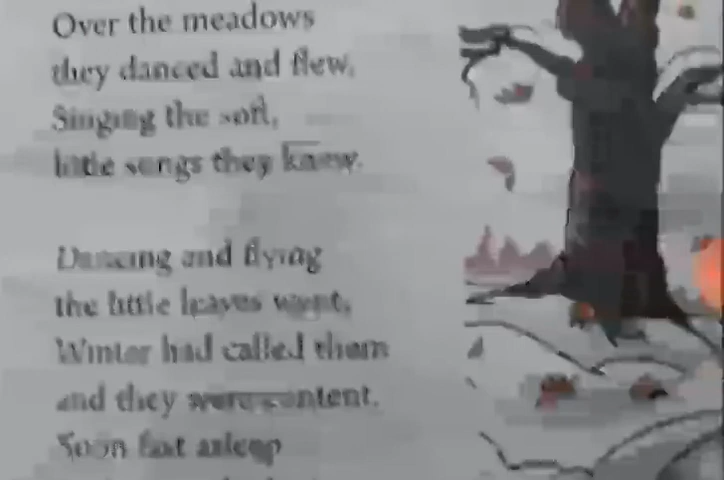 Over the meadows
they danced and flew,
Singing the soft,
little songs they knew.
Dancing and flying
the little leaves went,
Winter had called them
and they were content.
Soon fast asleep